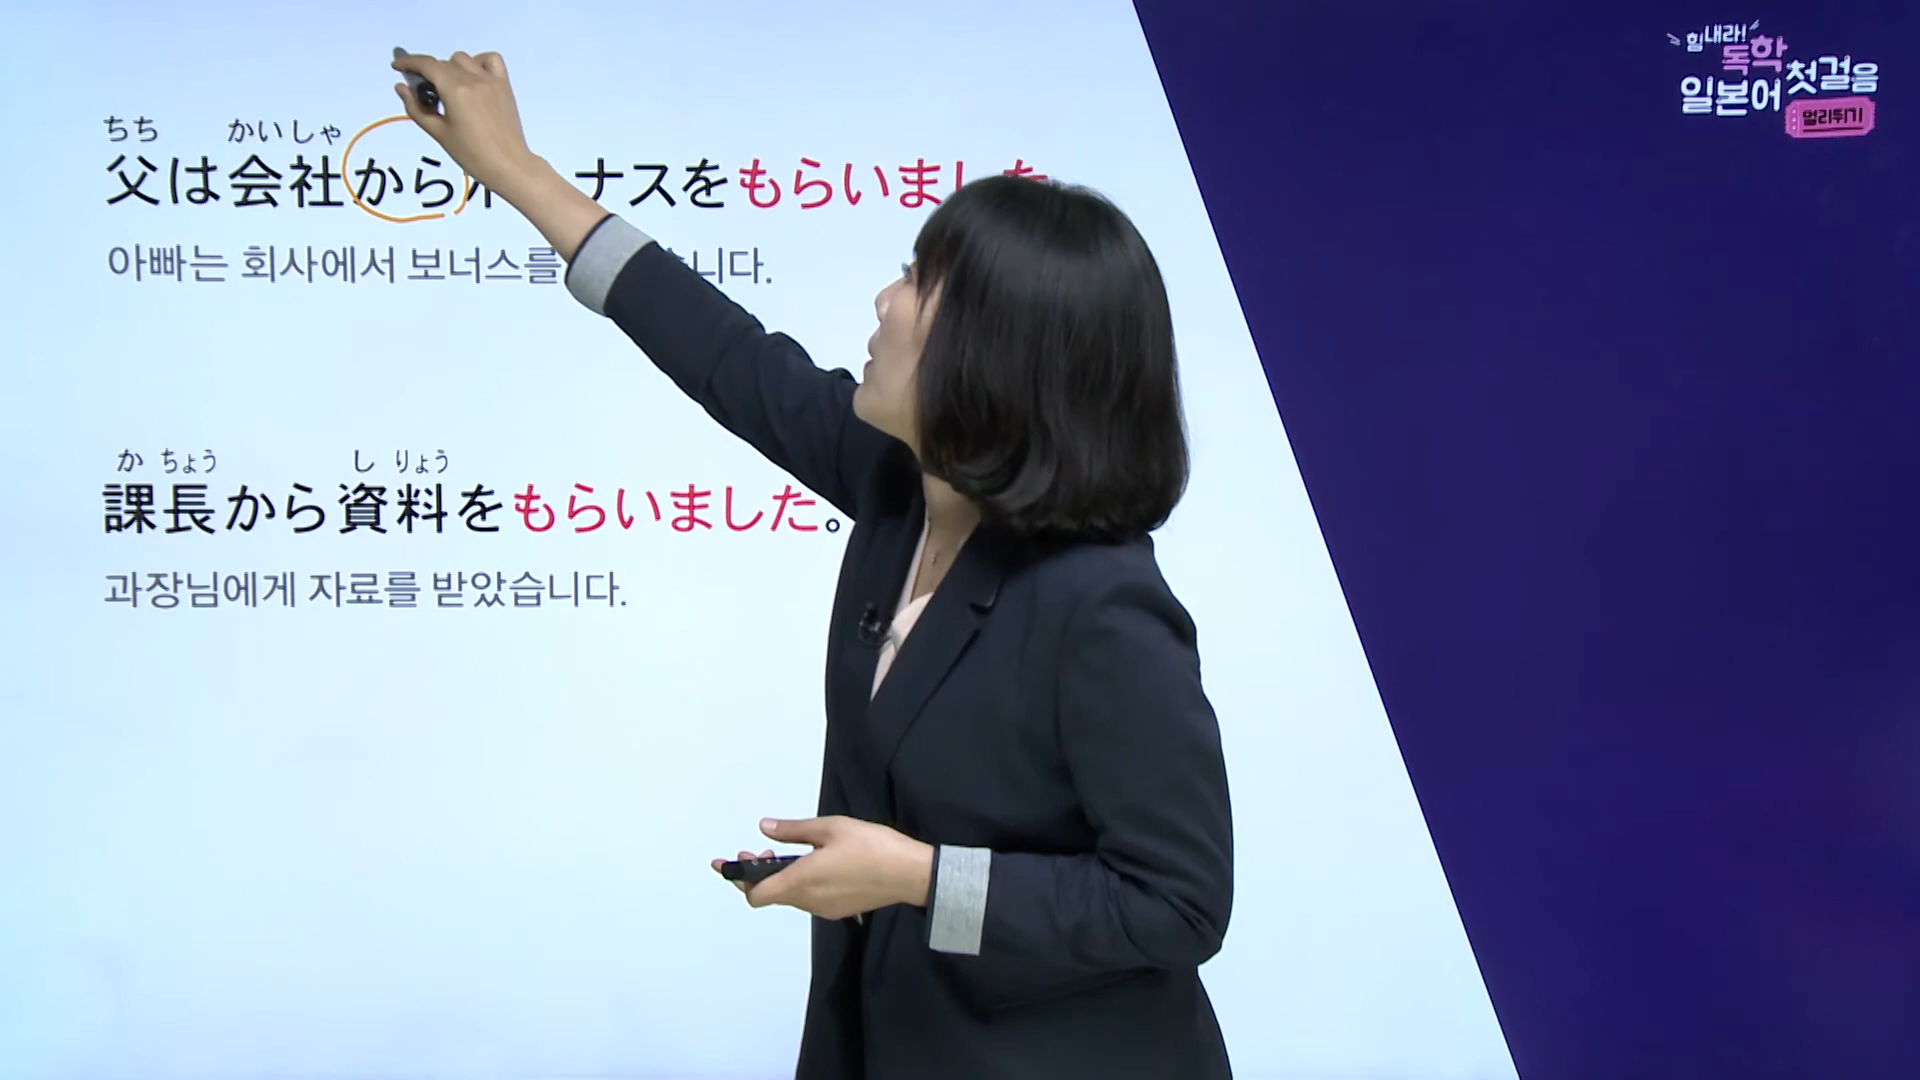 힘내라!
독학
일본어 첫걸음
멀리뛰기
ちち かいしゃ
父は会社から ナスをもらいました
아빠는 회사에서 보너스를 니다.
か ちょう し りょう
課長から資料をもらいました。
과장님에게 자료를 받았습니다.